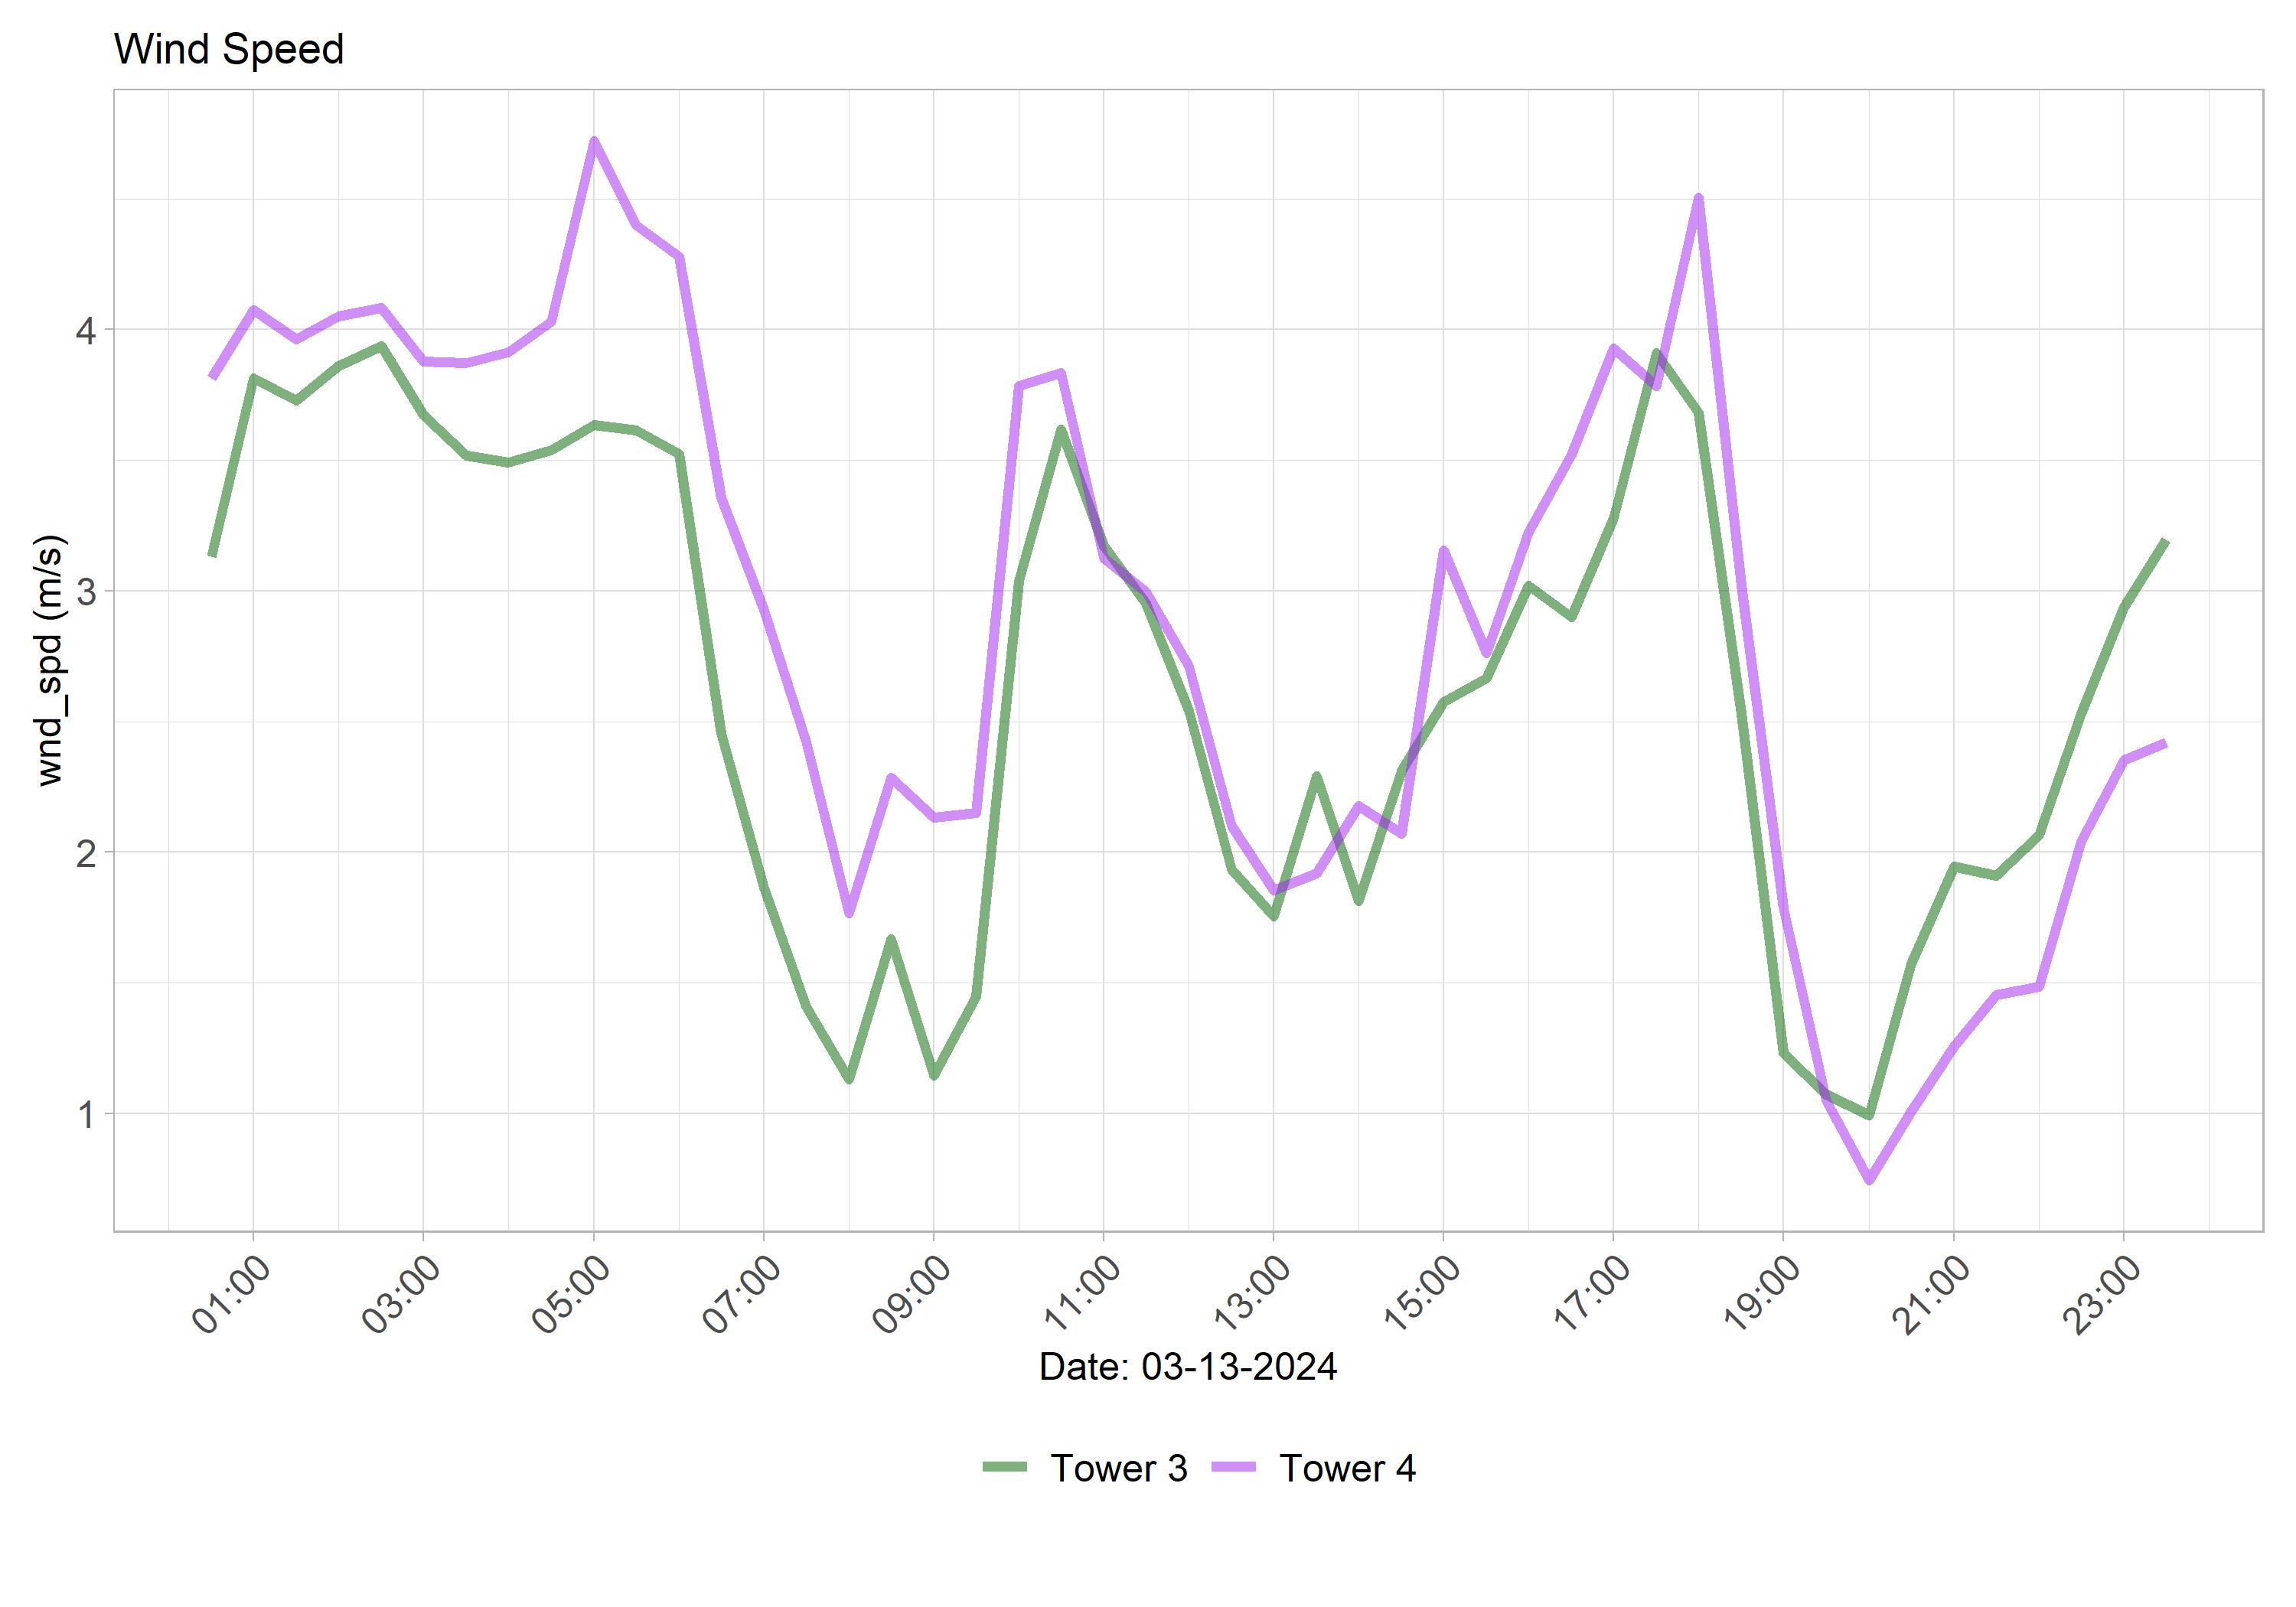 Wind Speed
wnd_spd (m/s)
4
3
2
1
01:00 03:00 05:00 07:00 09:00 11:00 13:00 15:00 17:00 19:00 21:00 23:00
Date: 03-13-2024
Tower 3 Tower 4